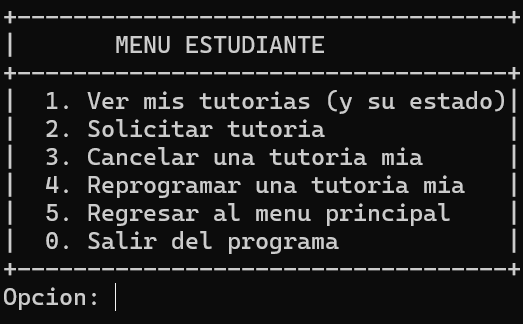 +-----------------------------------+
|       MENU ESTUDIANTE
+-----------------------------------+
|  1. Ver mis tutorias (y su estado)|
|  2. Solicitar tutoria             |
|  3. Cancelar una tutoria mia      |
|  4. Reprogramar una tutoria mia   |
|  5. Regresar al menu principal    |
|  0. Salir del programa            |
+-----------------------------------+
Opcion: